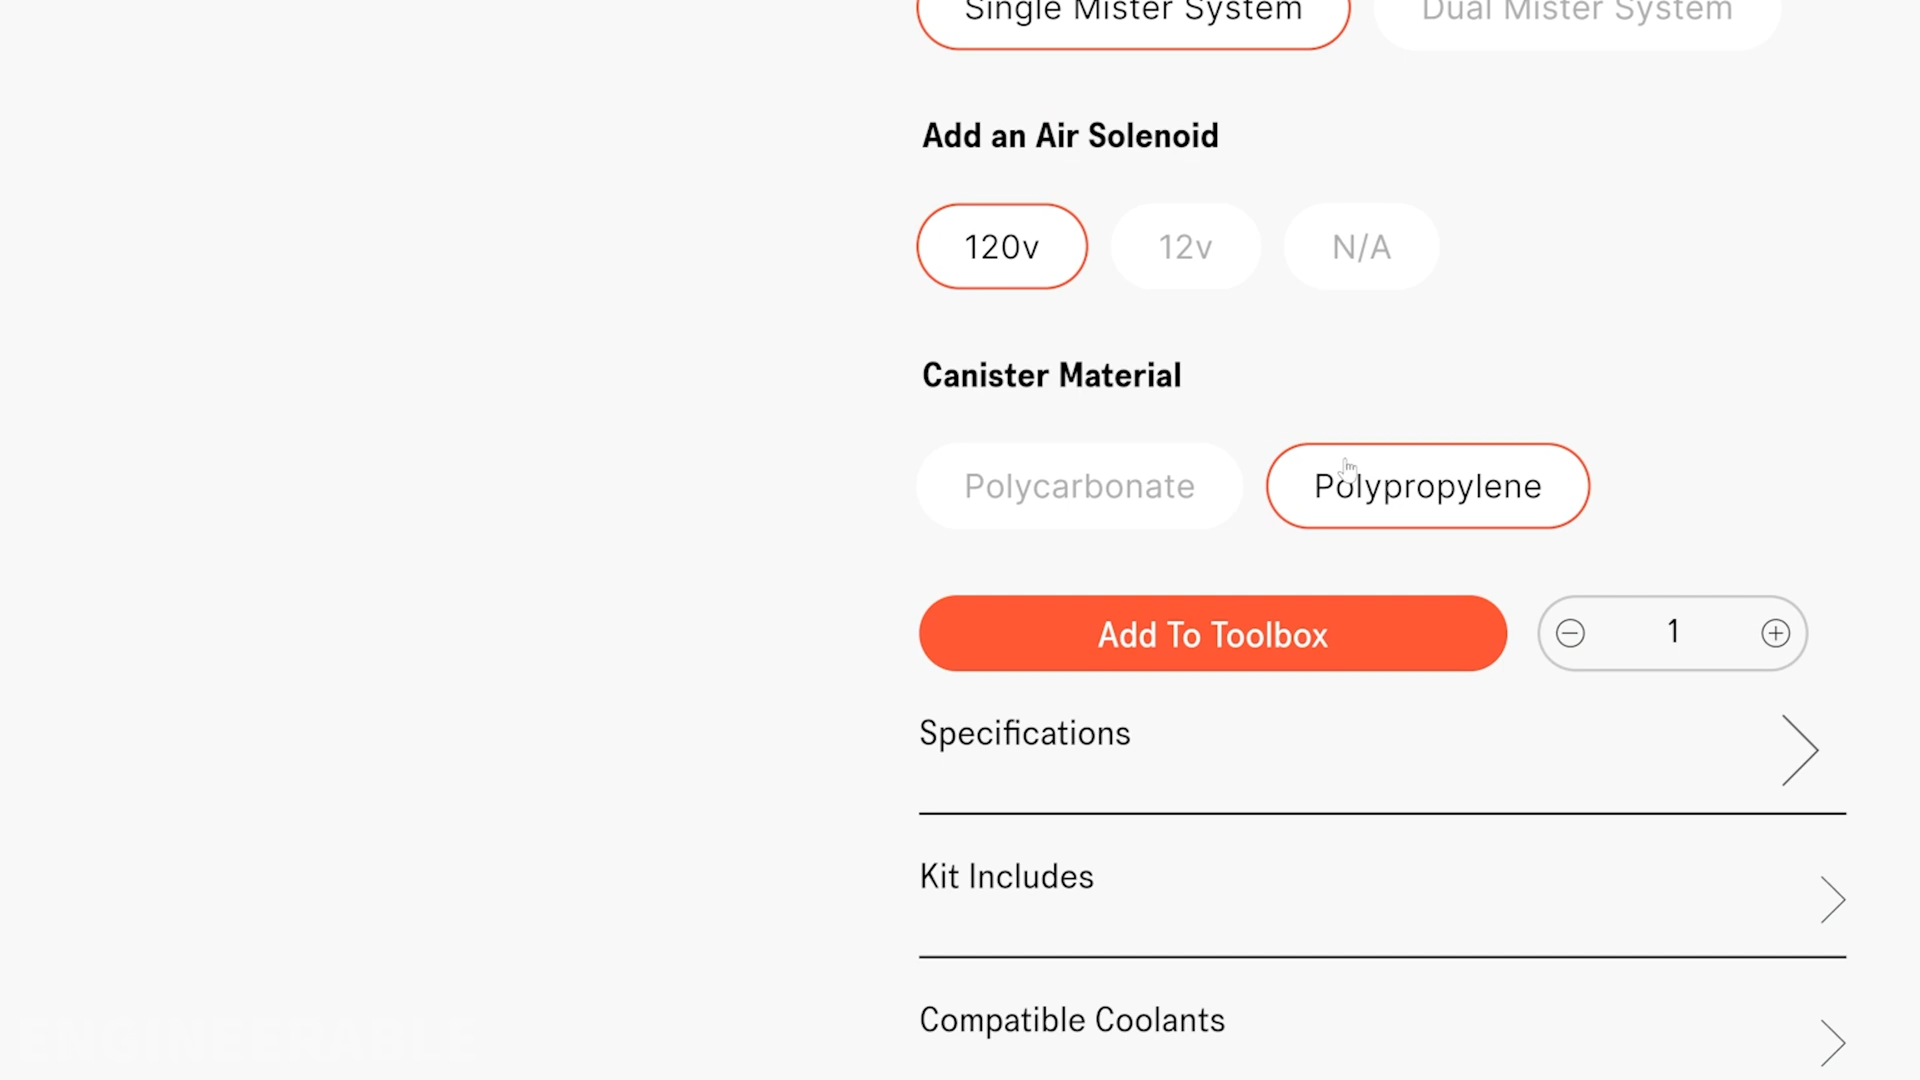 Single Mister System Dual Mister System
Add an Air Solenoid
120v 12v N/A
Canister Material
Polycarbonate Polypropylene
Add To Toolbox 1
Specifications
Kit Includes
Compatible Coolants
ENGINEERABLE